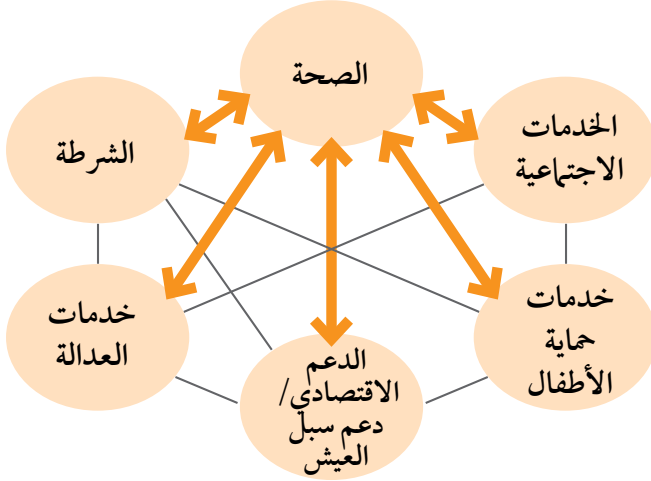 الصحة
الخدمات
الاجتماعية
الشرطة
خدمات
حماية
الأطفال
خدمات
العدالة
الدعم
الاقتصادي/
دعم سبل
العيش